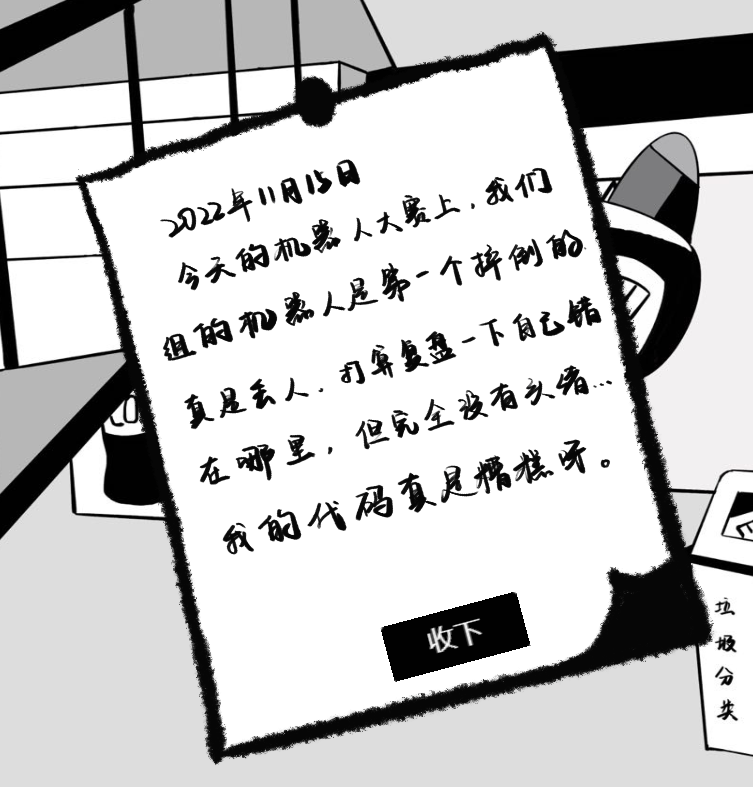 2022年11月15日
今天的机器人大赛上，我们
组的机器人是第一个摔倒的
真是丢人．打算复盘一下自己错
在哪里，但完全没有头绪...
我的代码真是糟糕呀。
收下
垃
圾
分
类